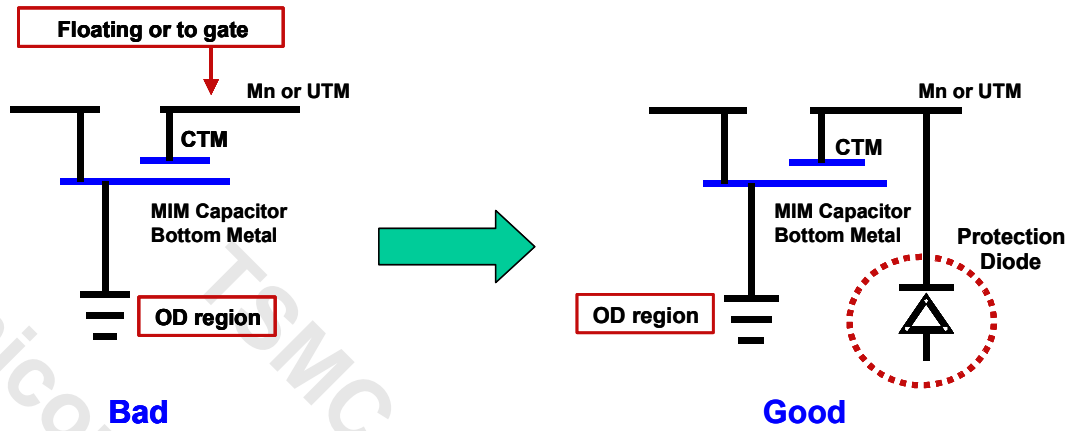 Floating or to gate
Mn or UTM
CTM
MIM Capacitor
Bottom Metal
OD region
Bad
Mn or UTM
CTM
MIM Capacitor
Bottom Metal
Protection
Diode
OD region
Good
TSMC